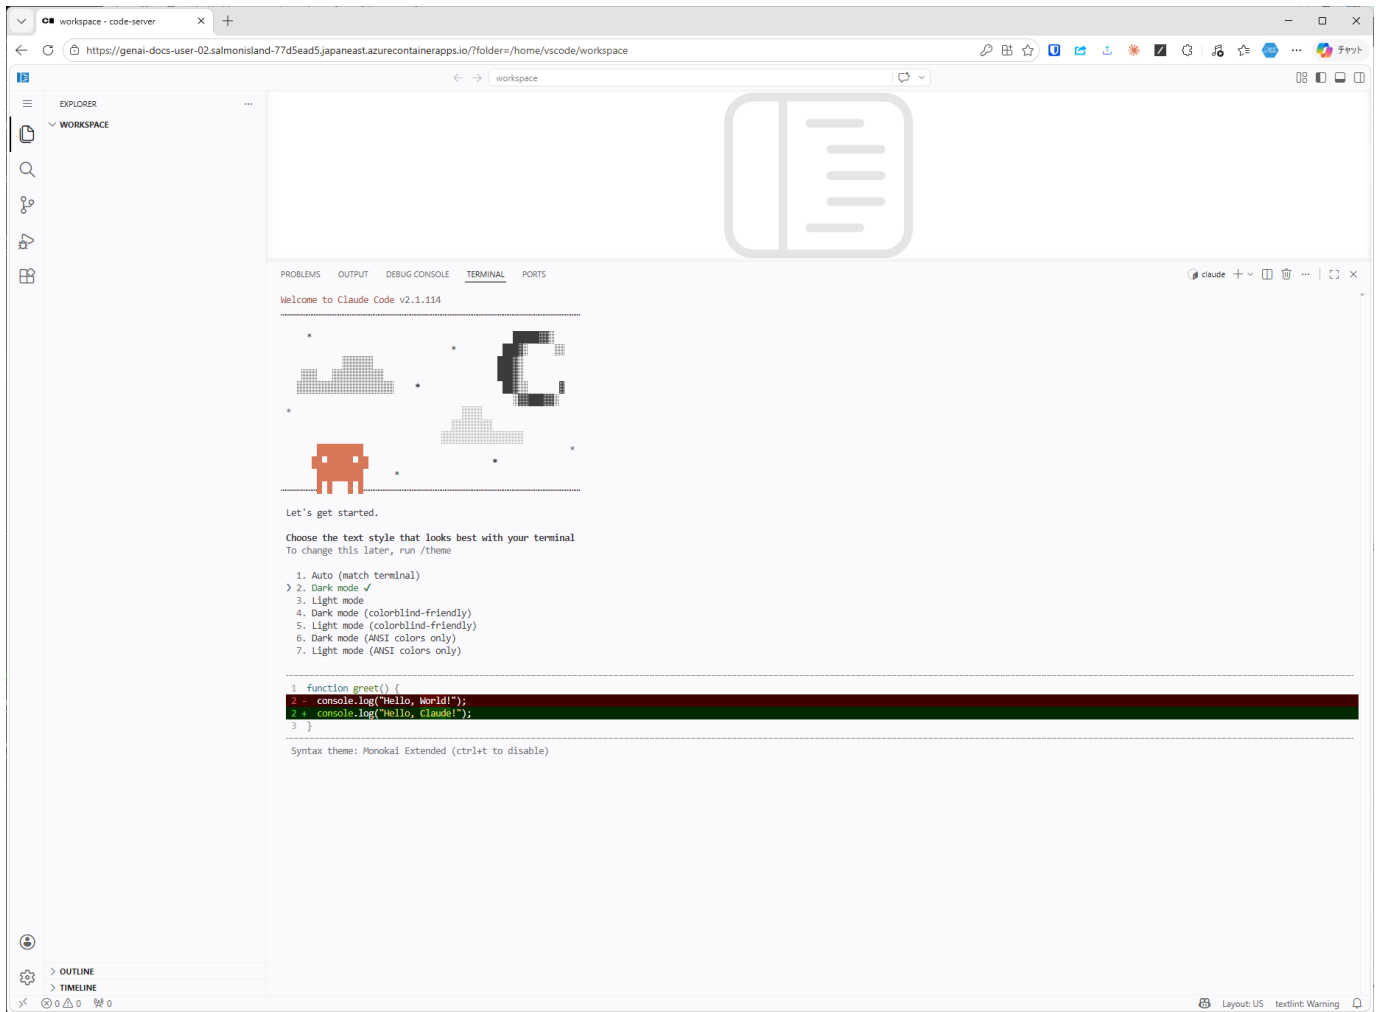 workspace - code-server
https://genai-docs-user-02.salmonisland-77d5ead5.japaneast.azurecontainerapps.io/?folder=/home/vscode/workspace
チャット
workspace
EXPLORER
WORKSPACE
PROBLEMS OUTPUT DEBUG CONSOLE TERMINAL PORTS
claude
Welcome to Claude Code v2.1.114
Let's get started.
Choose the text style that looks best with your terminal
To change this later, run /theme
1. Auto (match terminal)
❯ 2. Dark mode ✓
3. Light mode
4. Dark mode (colorblind-friendly)
5. Light mode (colorblind-friendly)
6. Dark mode (ANSI colors only)
7. Light mode (ANSI colors only)
1 function greet() {
2 - console.log("Hello, World!");
2 + console.log("Hello, Claude!");
3 }
Syntax theme: Monokai Extended (ctrl+t to disable)
OUTLINE
TIMELINE
0 0 0
Layout: US textlint: Warning